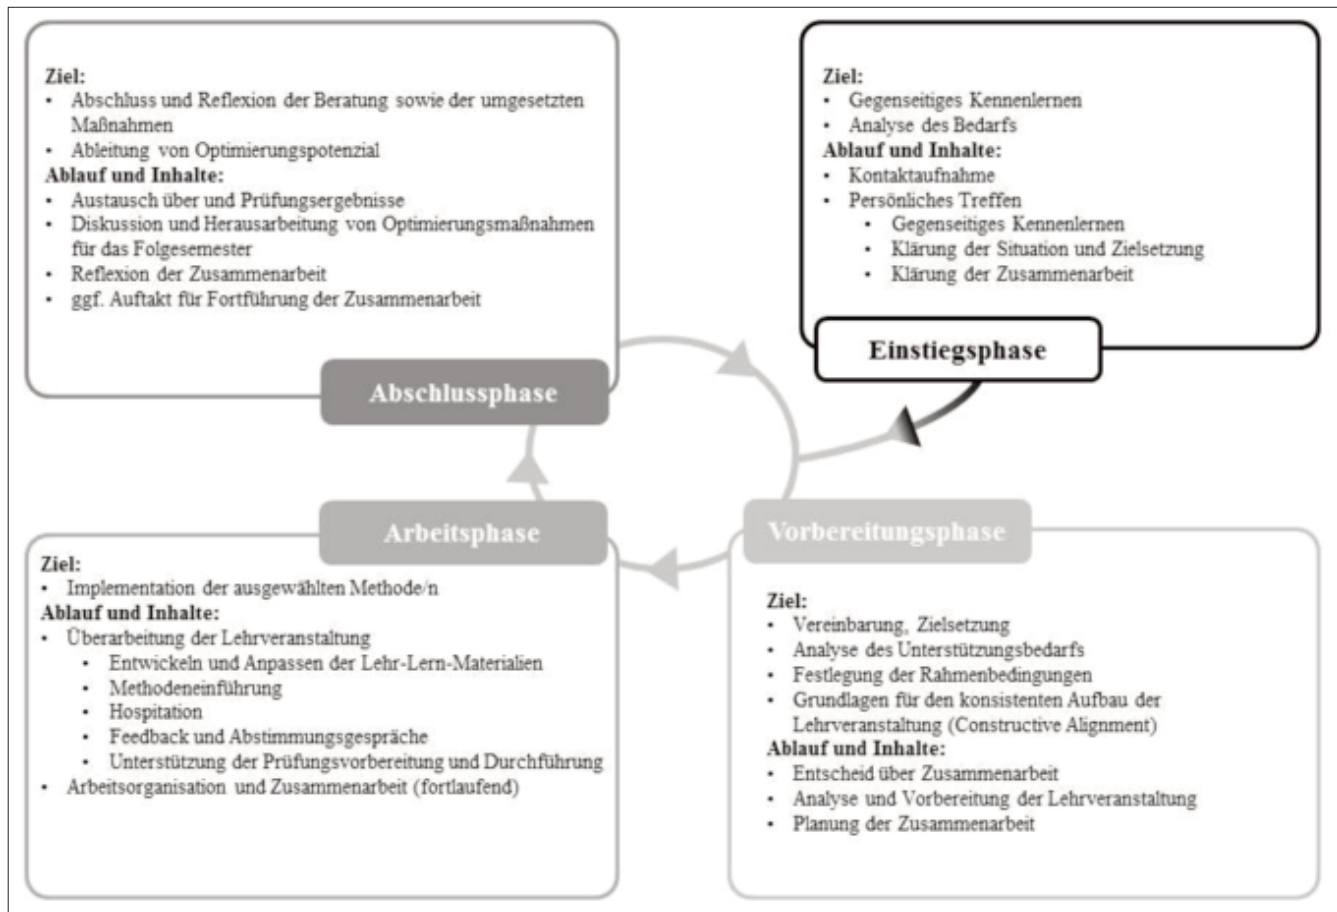 Ziel:
• Abschluss und Reflexion der Beratung sowie der umgesetzten
Maßnahmen
• Ableitung von Optimierungspotenzial
Ablauf und Inhalte:
• Austausch über und Prüfungsergebnisse
• Diskussion und Herausarbeitung von Optimierungsmaßnahmen
für das Folgesemester
• Reflexion der Zusammenarbeit
• ggf. Auftakt für Fortführung der Zusammenarbeit
Abschlussphase
Ziel:
• Gegenseitiges Kennenlernen
• Analyse des Bedarfs
Ablauf und Inhalte:
• Kontaktaufnahme
• Persönliches Treffen
• Gegenseitiges Kennenlernen
• Klärung der Situation und Zielsetzung
• Klärung der Zusammenarbeit
Einstiegsphase
Arbeitsphase
Ziel:
• Implementation der ausgewählten Methode/n
Ablauf und Inhalte:
• Überarbeitung der Lehrveranstaltung
• Entwickeln und Anpassen der Lehr-Lern-Materialien
• Methodeneinführung
• Hospitation
• Feedback und Abstimmungsgespräche
• Unterstützung der Prüfungsvorbereitung und Durchführung
• Arbeitsorganisation und Zusammenarbeit (fortlaufend)
Vorbereitungsphase
Ziel:
• Vereinbarung, Zielsetzung
• Analyse des Unterstützungsbedarfs
• Festlegung der Rahmenbedingungen
• Grundlagen für den konsistenten Aufbau der
Lehrveranstaltung (Constructive Alignment)
Ablauf und Inhalte:
• Entscheid über Zusammenarbeit
• Analyse und Vorbereitung der Lehrveranstaltung
• Planung der Zusammenarbeit